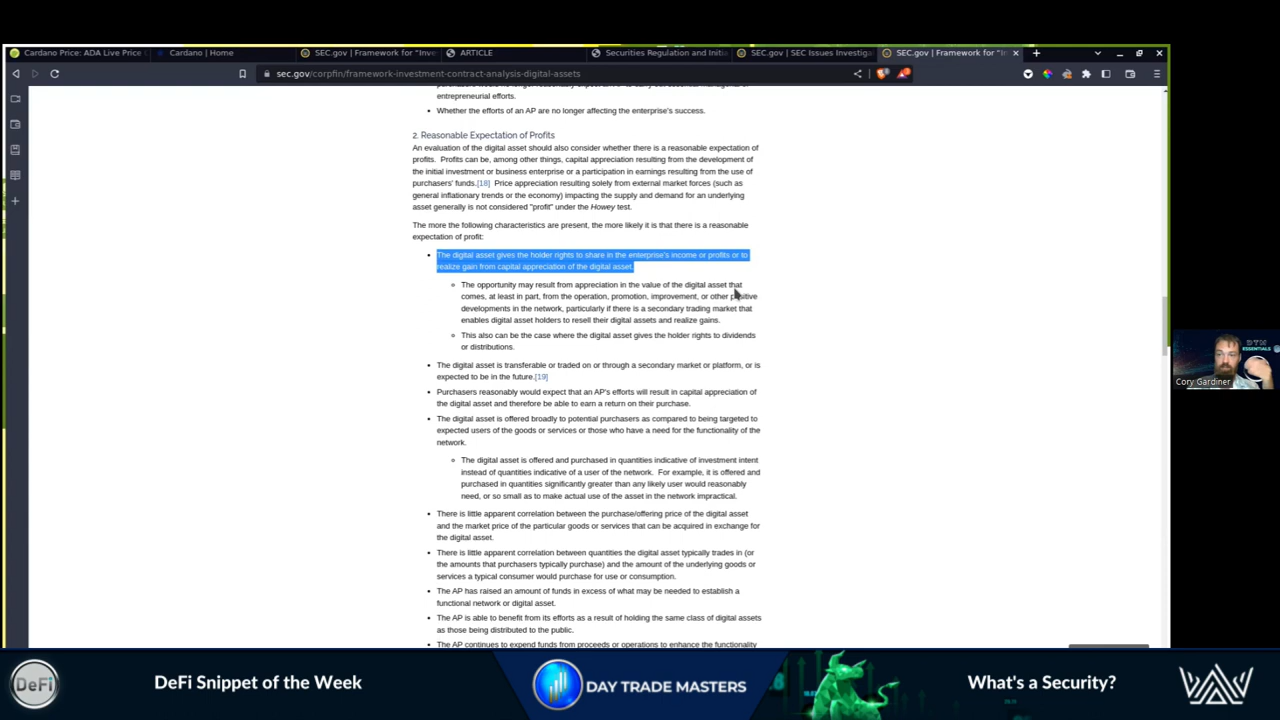 Cardano Price: ADA Live Price C
Cardano | Home
SEC.gov | Framework for "Inve
ARTICLE
Securities Regulation and Initia
SEC.gov | SEC Issues Investiga
SEC.gov | Framework for "In
sec.gov/corpfin/framework-investment-contract-analysis-digital-assets
entrepreneurial efforts.
• Whether the efforts of an AP are no longer affecting the enterprise's success.
2. Reasonable Expectation of Profits
An evaluation of the digital asset should also consider whether there is a reasonable expectation of
profits. Profits can be, among other things, capital appreciation resulting from the development of
the initial investment or business enterprise or a participation in earnings resulting from the use of
purchasers' funds.[18] Price appreciation resulting solely from external market forces (such as
general inflationary trends or the economy) impacting the supply and demand for an underlying
asset generally is not considered "profit" under the Howey test.
The more the following characteristics are present, the more likely it is that there is a reasonable
expectation of profit:
• The digital asset gives the holder rights to share in the enterprise's income or profits or to
realize gain from capital appreciation of the digital asset.
○ The opportunity may result from appreciation in the value of the digital asset that
comes, at least in part, from the operation, promotion, improvement, or other positive
developments in the network, particularly if there is a secondary trading market that
enables digital asset holders to resell their digital assets and realize gains.
○ This also can be the case where the digital asset gives the holder rights to dividends
or distributions.
• The digital asset is transferable or traded on or through a secondary market or platform, or is
expected to be in the future.[19]
• Purchasers reasonably would expect that an AP's efforts will result in capital appreciation of
the digital asset and therefore be able to earn a return on their purchase.
• The digital asset is offered broadly to potential purchasers as compared to being targeted to
expected users of the goods or services or those who have a need for the functionality of the
network.
○ The digital asset is offered and purchased in quantities indicative of investment intent
instead of quantities indicative of a user of the network. For example, it is offered and
purchased in quantities significantly greater than any likely user would reasonably
need, or so small as to make actual use of the asset in the network impractical.
• There is little apparent correlation between the purchase/offering price of the digital asset
and the market price of the particular goods or services that can be acquired in exchange for
the digital asset.
• There is little apparent correlation between quantities the digital asset typically trades in (or
the amounts that purchasers typically purchase) and the amount of the underlying goods or
services a typical consumer would purchase for use or consumption.
• The AP has raised an amount of funds in excess of what may be needed to establish a
functional network or digital asset.
• The AP is able to benefit from its efforts as a result of holding the same class of digital assets
as those being distributed to the public.
• The AP continues to expend funds from proceeds or operations to enhance the functionality
DTM
ESSENTIALS
Cory Gardiner
DeFi
DeFi Snippet of the Week
DAY TRADE MASTERS
What's a Security?